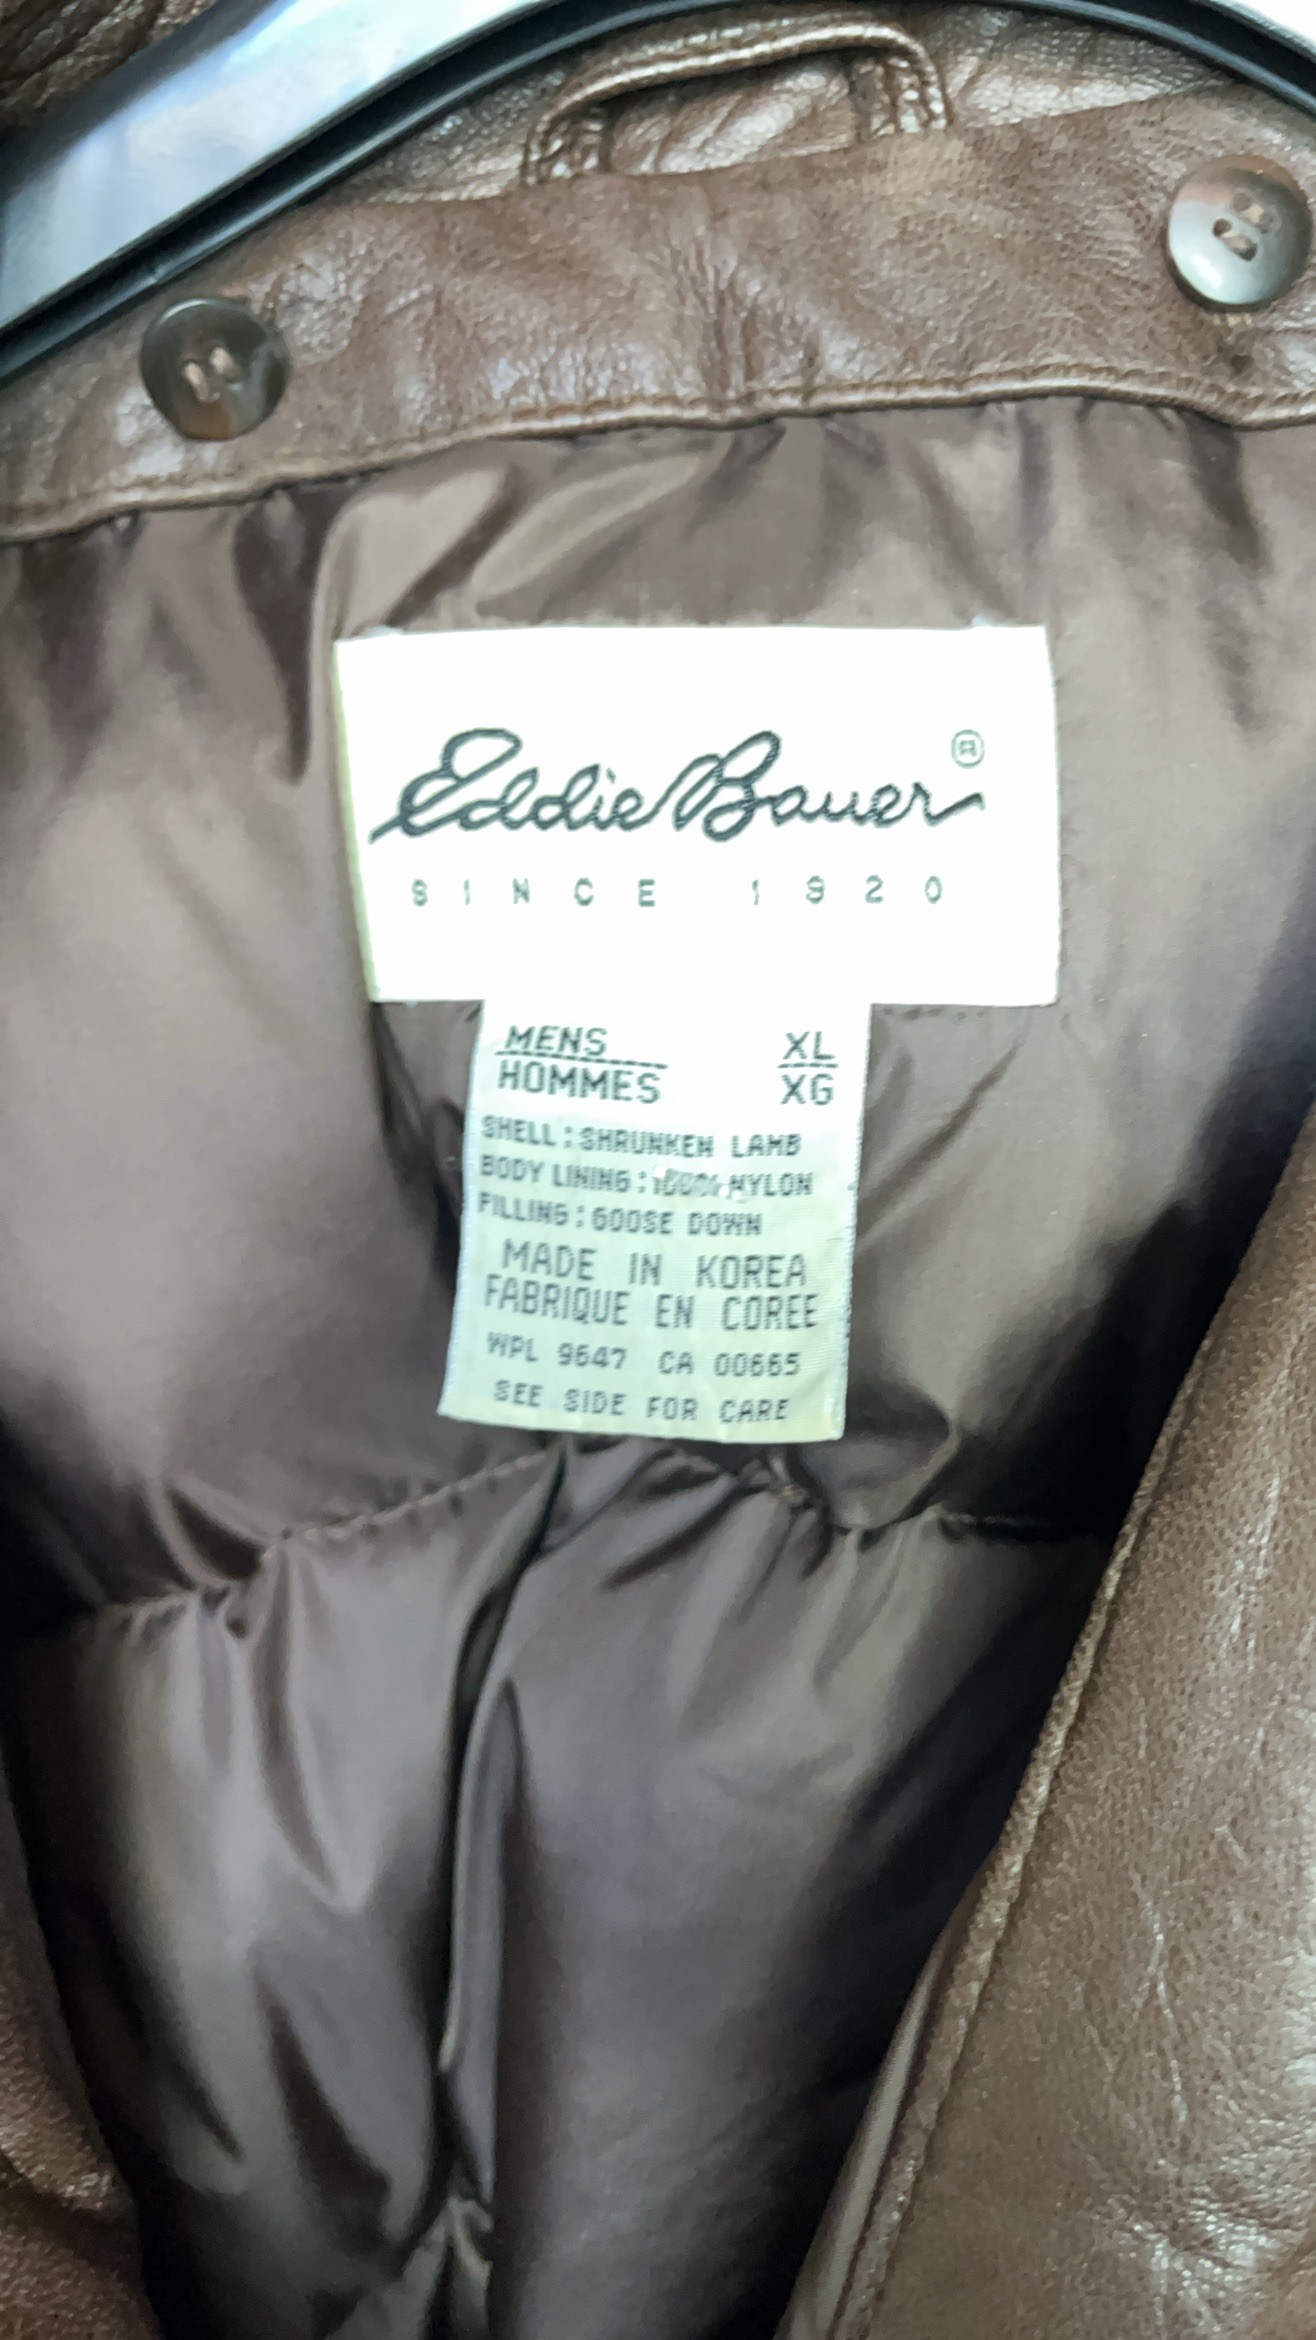 Eddie Bauer ®
SINCE 1920
MENS XL
HOMMES XG
SHELL: SHRUNKEN LAMB
BODY LINING: 100% NYLON
FILLING: GOOSE DOWN
MADE IN KOREA
FABRIQUE EN COREE
WPL 9647 CA 00665
SEE SIDE FOR CARE